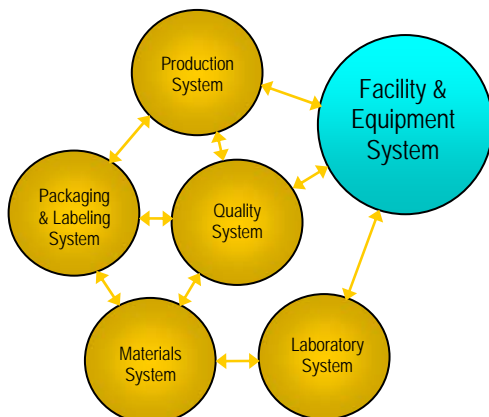 Production
System
Facility &
Equipment
System
Packaging
& Labeling
System
Quality
System
Materials
System
Laboratory
System